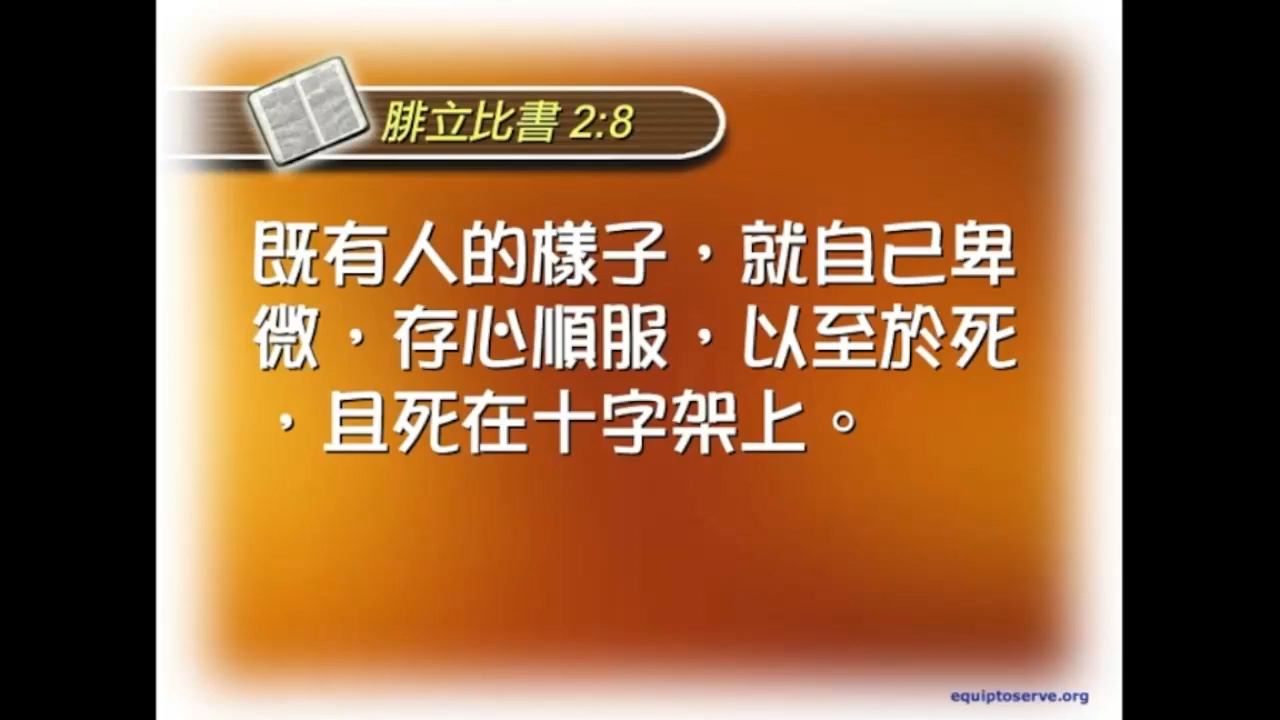 腓立比書 2:8
既有人的樣子，就自己卑
微，存心順服，以至於死
，且死在十字架上。
equiptoserve.org